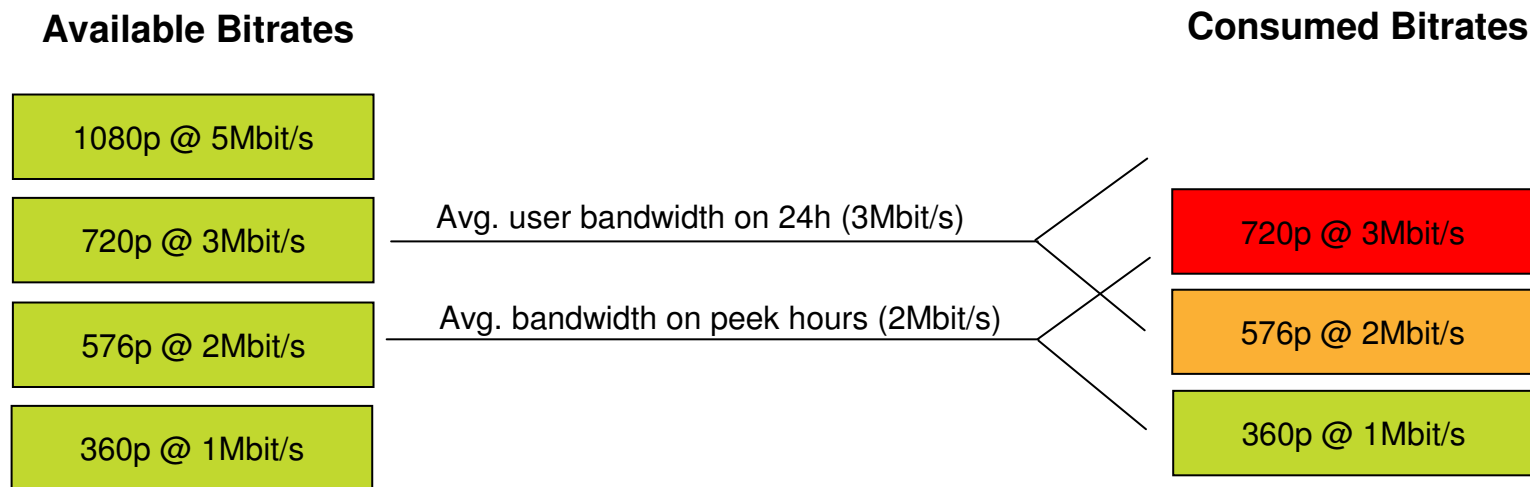 Available Bitrates
Consumed Bitrates
1080p @ 5Mbit/s
720p @ 3Mbit/s
Avg. user bandwidth on 24h (3Mbit/s)
720p @ 3Mbit/s
576p @ 2Mbit/s
Avg. bandwidth on peek hours (2Mbit/s)
576p @ 2Mbit/s
360p @ 1Mbit/s
360p @ 1Mbit/s